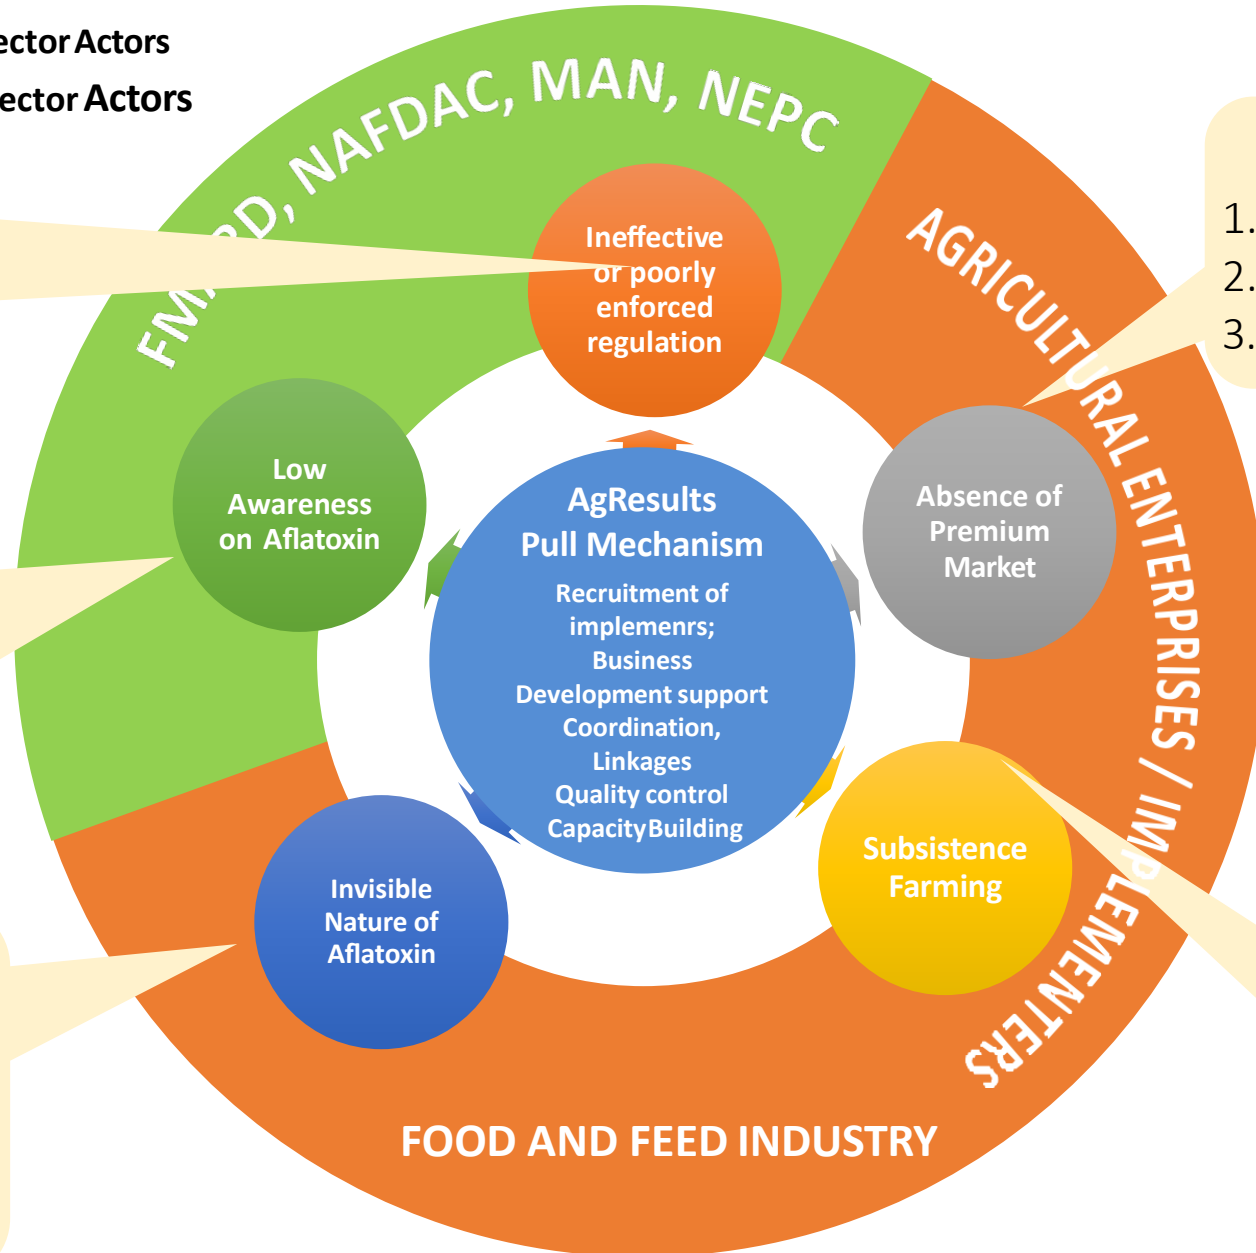 ector Actors
ector Actors
FMARD, NAFDAC, MAN, NEPC
AGRICULTURAL ENTERPRISES / IMPLEMENTERS
1.
2.
3.
Ineffective
or poorly
enforced
regulation
Low
Awareness
on Aflatoxin
AgResults
Pull Mechanism
Recruitment of
implemenrs;
Business
Development support
Coordination,
Linkages
Quality control
CapacityBuilding
Absence of
Premium
Market
Subsistence
Farming
Invisible
Nature of
Aflatoxin
FOOD AND FEED INDUSTRY